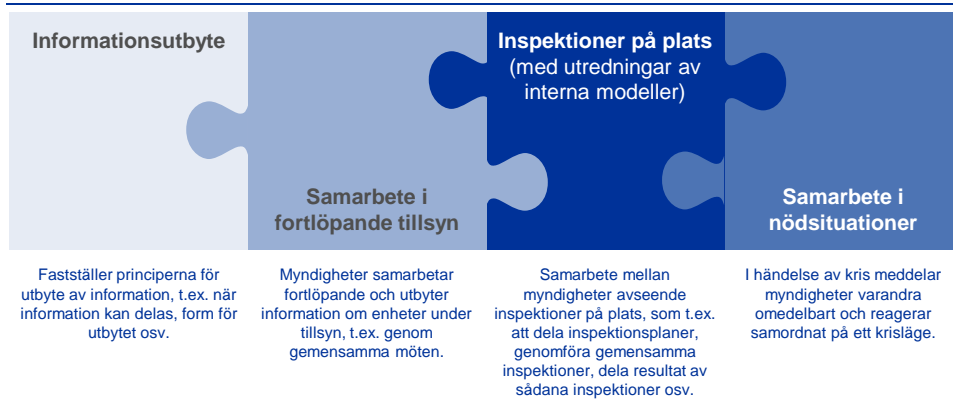 Informationsutbyte
Samarbete i
fortlöpande tillsyn
Inspektioner på plats
(med utredningar av
interna modeller)
Samarbete i
nödsituationer
Fastställer principerna för
utbyte av information, t.ex. när
information kan delas, form för
utbytet osv.
Myndigheter samarbetar
fortlöpande och utbyter
information om enheter under
tillsyn, t.ex. genom
gemensamma möten.
Samarbete mellan
myndigheter avseende
inspektioner på plats, som t.ex.
att dela inspektionsplaner,
genomföra gemensamma
inspektioner, dela resultat av
sådana inspektioner osv.
I händelse av kris meddelar
myndigheter varandra
omedelbart och reagerar
samordnat på ett krisläge.